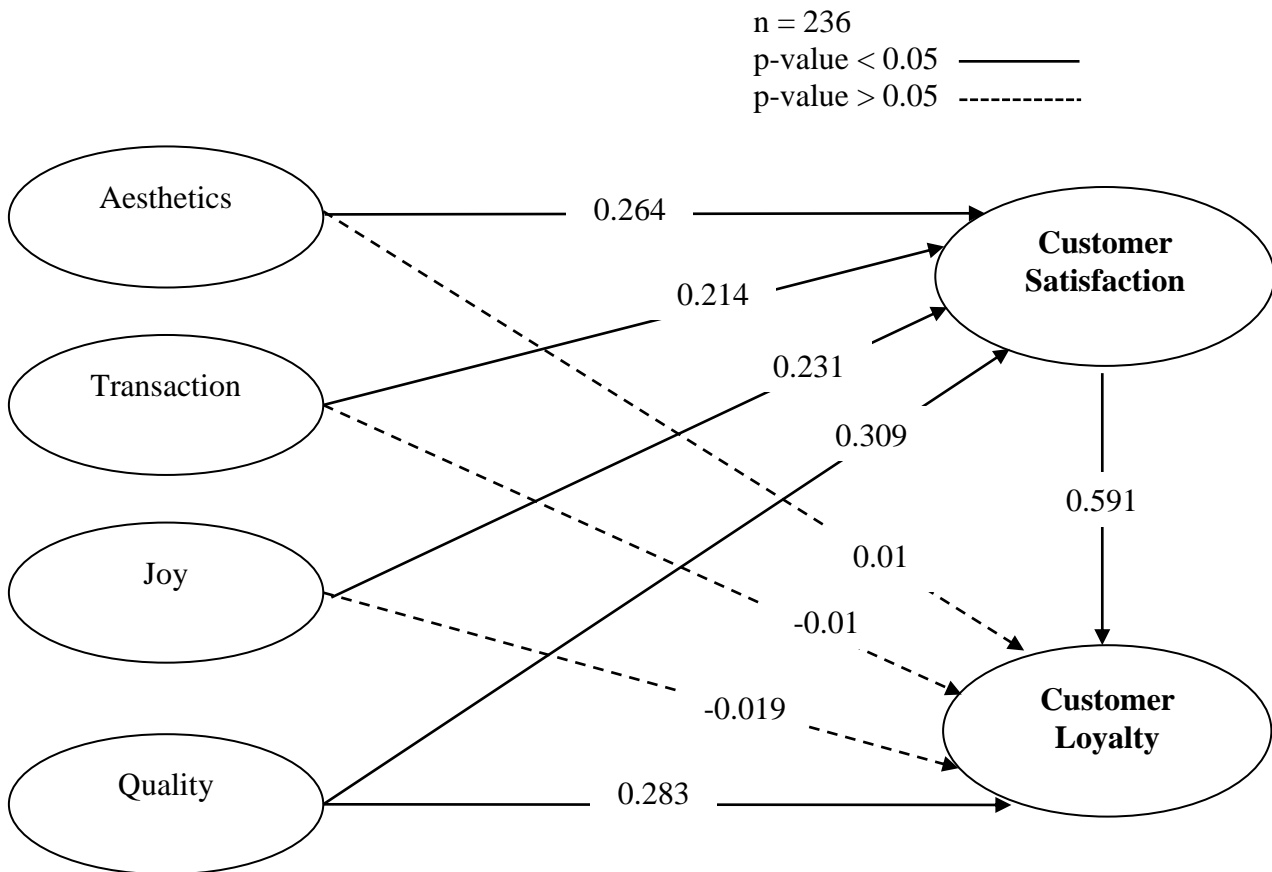 n = 236
p-value < 0.05
p-value > 0.05
Aesthetics
0.264
Customer
Satisfaction
0.214
Transaction
0.231
0.309
0.591
Joy
0.01
-0.01
-0.019
Customer
Loyalty
Quality
0.283